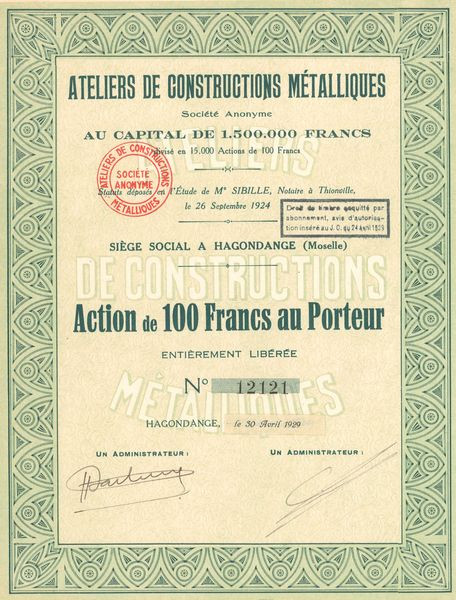 ATELIERS DE CONSTRUCTIONS MÉTALLIQUES
Société Anonyme
AU CAPITAL DE 1.500.000 FRANCS
divisé en 15.000 Actions de 100 Francs
ATELIERS DE CONSTRUCTIONS
SOCIÉTÉ
ANONYME
MÉTALLIQUES
ATELIERS
Statuts déposés en l'Étude de Mᵉ SIBILLE, Notaire à Thionville,
le 26 Septembre 1924
Droit de timbre acquitté par
abonnement, avis d'autorisa-
tion inséré au J. O. du 24 Avril 1929
SIÈGE SOCIAL A HAGONDANGE (Moselle)
DE CONSTRUCTIONS
Action de 100 Francs au Porteur
ENTIÈREMENT LIBÉRÉE
N° 12121
MÉTALLIQUES
HAGONDANGE, le 30 Avril 1929
UN ADMINISTRATEUR : UN ADMINISTRATEUR :